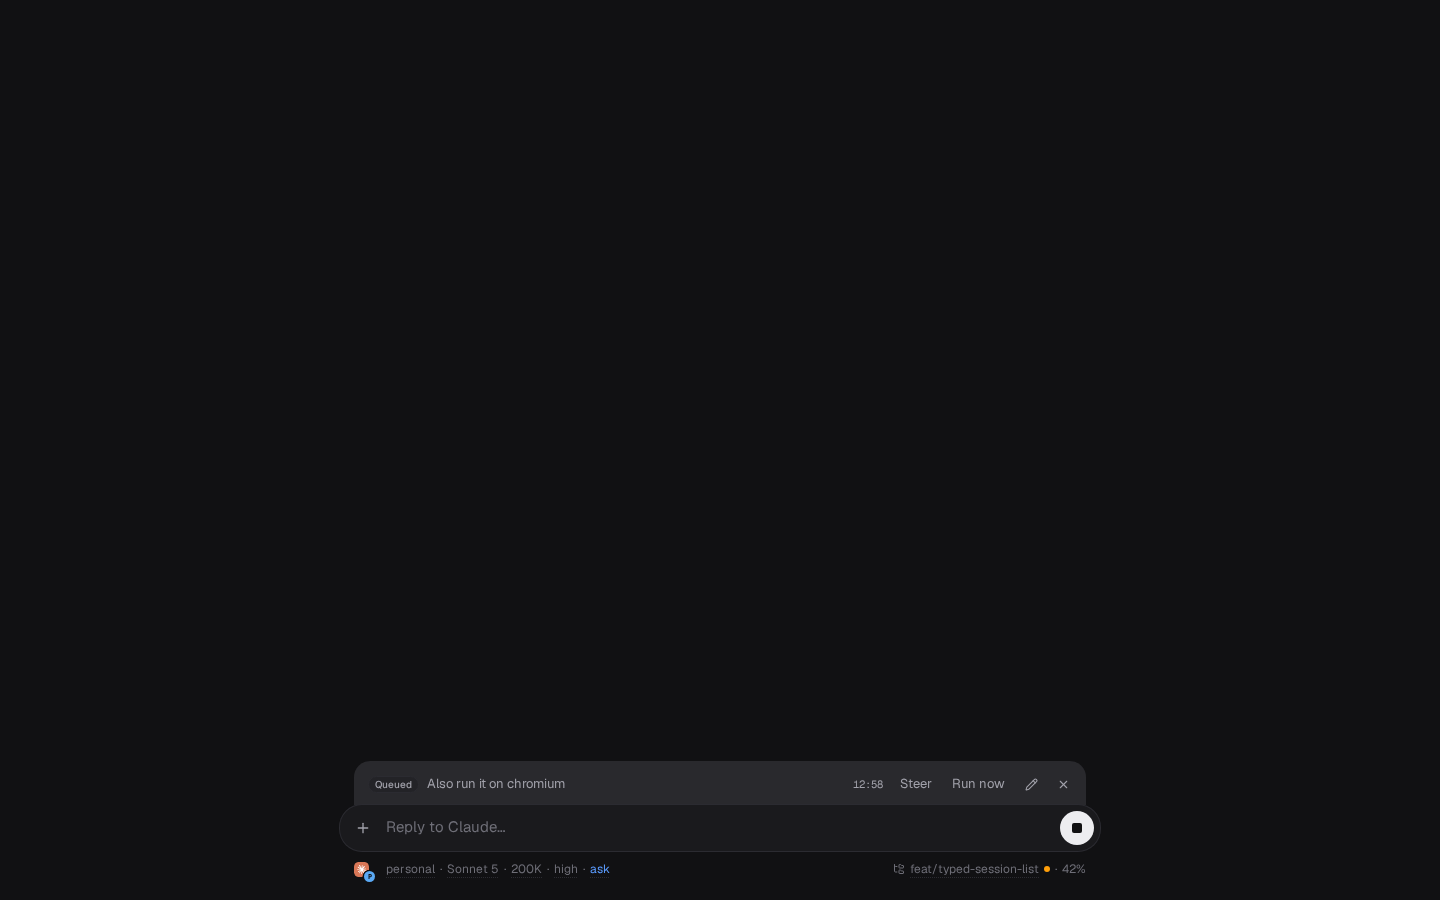 Queued Also run it on chromium 12:58 Steer Run now
Reply to Claude...
P personal · Sonnet 5 · 200K · high · ask feat/typed-session-list · 42%